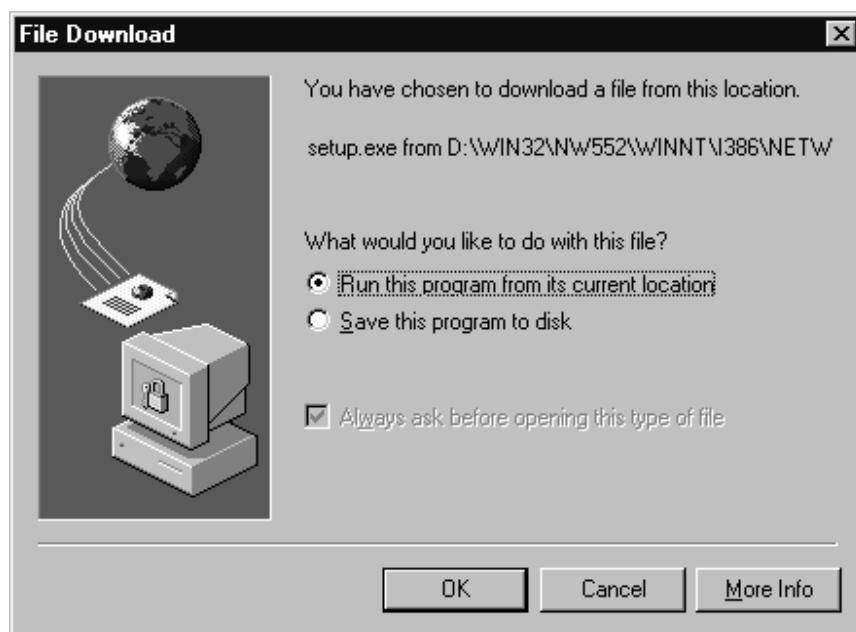 File Download
You have chosen to download a file from this location.
setup.exe from D:\WIN32\NW552\WINNT\I386\NETW
What would you like to do with this file?
Run this program from its current location
Save this program to disk
Always ask before opening this type of file
OK
Cancel
More Info